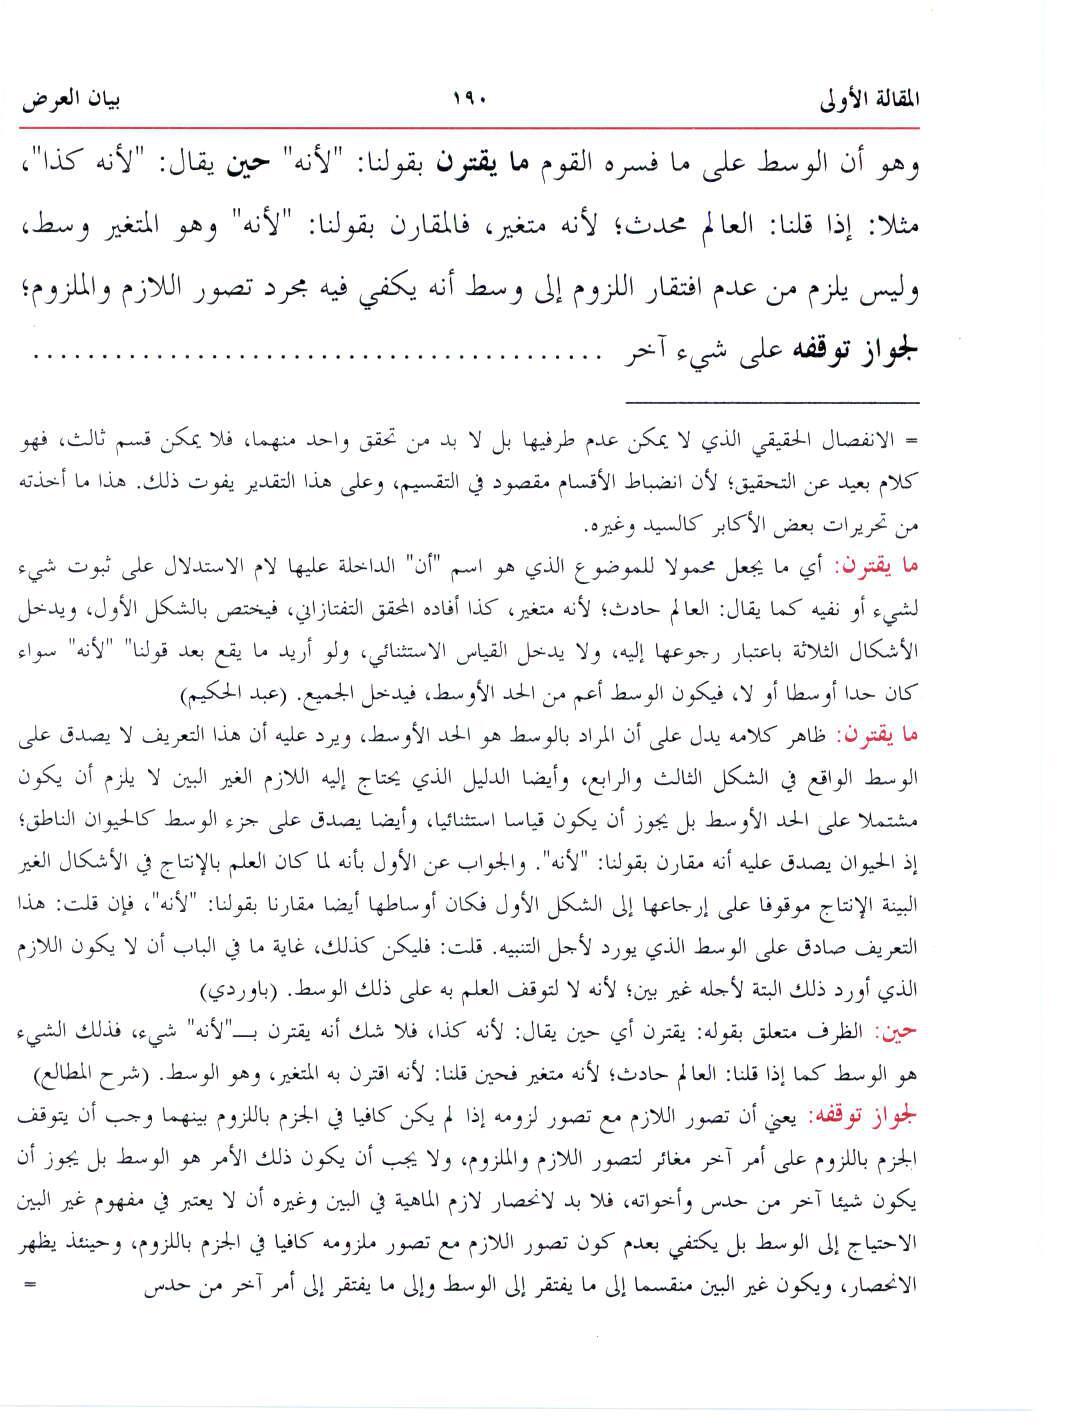 المقالة الأولى ١٩٠ بيان العرض
وهو أن الوسط على ما فسره القوم ما يقترن بقولنا: "لأنه" حين يقال: "لأنه كذا"،
مثلا: إذا قلنا: العالم محدث؛ لأنه متغير، فالمقارن بقولنا: "لأنه" وهو المتغير وسط،
وليس يلزم من عدم افتقار اللزوم إلى وسط أنه يكفي فيه مجرد تصور اللازم والملزوم؛
لجواز توقفه على شيء آخر ..........................................
= الانفصال الحقيقي الذي لا يمكن عدم طرفيها بل لا بد من تحقق واحد منهما، فلا يمكن قسم ثالث، فهو
كلام بعيد عن التحقيق؛ لأن انضباط الأقسام مقصود في التقسيم، وعلى هذا التقدير يفوت ذلك. هذا ما أخذته
من تحريرات بعض الأكابر كالسيد وغيره.
ما يقترن: أي ما يجعل محمولا للموضوع الذي هو اسم "أن" الداخلة عليها لام الاستدلال على ثبوت شيء
لشيء أو نفيه كما يقال: العالم حادث؛ لأنه متغير، كذا أفاده المحقق التفتازاني، فيختص بالشكل الأول، ويدخل
الأشكال الثلاثة باعتبار رجوعها إليه، ولا يدخل القياس الاستثنائي، ولو أريد ما يقع بعد قولنا" "لأنه" سواء
كان حدا أوسطا أو لا، فيكون الوسط أعم من الحد الأوسط، فيدخل الجميع. (عبد الحكيم)
ما يقترن: ظاهر كلامه يدل على أن المراد بالوسط هو الحد الأوسط، ويرد عليه أن هذا التعريف لا يصدق على
الوسط الواقع في الشكل الثالث والرابع، وأيضا الدليل الذي يحتاج إليه اللازم الغير البين لا يلزم أن يكون
مشتملا على الحد الأوسط بل يجوز أن يكون قياسا استثنائيا، وأيضا يصدق على جزء الوسط كالحيوان الناطق؛
إذ الحيوان يصدق عليه أنه مقارن بقولنا: "لأنه". والجواب عن الأول بأنه لما كان العلم بالإنتاج في الأشكال الغير
البينة الإنتاج موقوفا على إرجاعها إلى الشكل الأول فكان أوساطها أيضا مقارنا بقولنا: "لأنه"، فإن قلت: هذا
التعريف صادق على الوسط الذي يورد لأجل التنبيه. قلت: فليكن كذلك، غاية ما في الباب أن لا يكون اللازم
الذي أورد ذلك البتة لأجله غير بين؛ لأنه لا لتوقف العلم به على ذلك الوسط. (باوردي)
حين: الظرف متعلق بقوله: يقترن أي حين يقال: لأنه كذا، فلا شك أنه يقترن بــ"لأنه" شيء، فذلك الشيء
هو الوسط كما إذا قلنا: العالم حادث؛ لأنه متغير فحين قلنا: لأنه اقترن به المتغير، وهو الوسط. (شرح المطالع)
لجواز توقفه: يعني أن تصور اللازم مع تصور لزومه إذا لم يكن كافيا في الجزم باللزوم بينهما وجب أن يتوقف
الجزم باللزوم على أمر آخر مغائر لتصور اللازم والملزوم، ولا يجب أن يكون ذلك الأمر هو الوسط بل يجوز أن
يكون شيئا آخر من حدس وأخواته، فلا بد لانحصار لازم الماهية في البين وغيره أن لا يعتبر في مفهوم غير البين
الاحتياج إلى الوسط بل يكتفي بعدم كون تصور اللازم مع تصور ملزومه كافيا في الجزم باللزوم، وحينئذ يظهر
الانحصار، ويكون غير البين منقسما إلى ما يفتقر إلى الوسط وإلى ما يفتقر إلى أمر آخر من حدس =